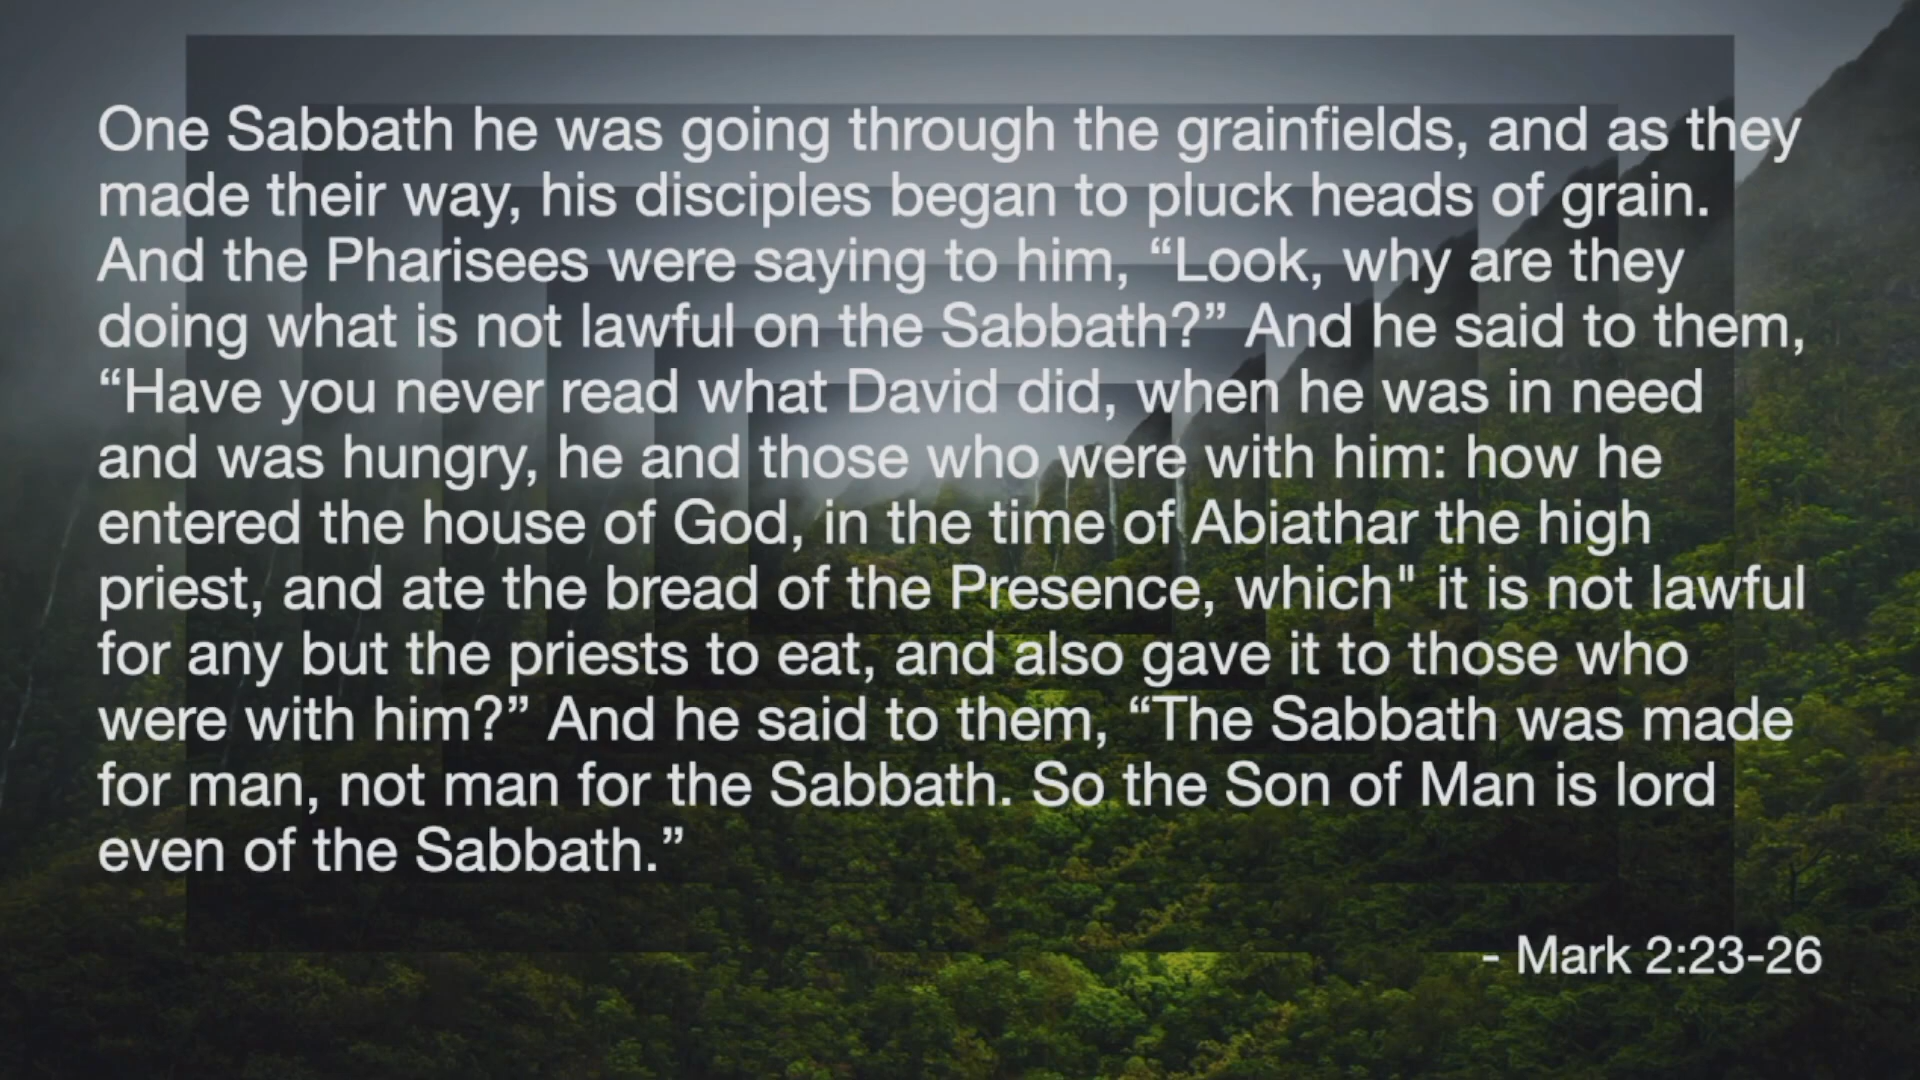 One Sabbath he was going through the grainfields, and as they
made their way, his disciples began to pluck heads of grain.
And the Pharisees were saying to him, “Look, why are they
doing what is not lawful on the Sabbath?” And he said to them,
“Have you never read what David did, when he was in need
and was hungry, he and those who were with him: how he
entered the house of God, in the time of Abiathar the high
priest, and ate the bread of the Presence, which" it is not lawful
for any but the priests to eat, and also gave it to those who
were with him?” And he said to them, “The Sabbath was made
for man, not man for the Sabbath. So the Son of Man is lord
even of the Sabbath.”
- Mark 2:23-26